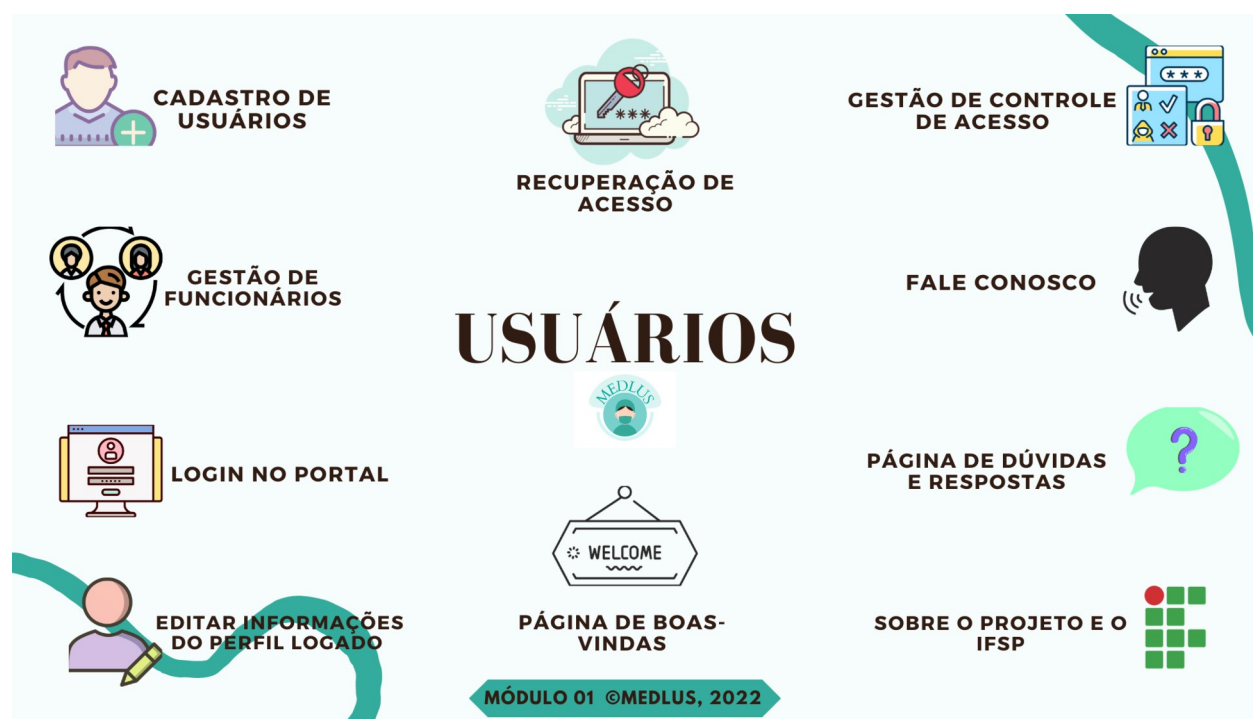 CADASTRO DE
USUÁRIOS
***
RECUPERAÇÃO DE
ACESSO
GESTÃO DE CONTROLE
DE ACESSO
***
GESTÃO DE
FUNCIONÁRIOS
FALE CONOSCO
USUÁRIOS
MEDLUS
LOGIN NO PORTAL
PÁGINA DE DÚVIDAS
E RESPOSTAS
?
WELCOME
EDITAR INFORMAÇÕES
DO PERFIL LOGADO
PÁGINA DE BOAS-
VINDAS
SOBRE O PROJETO E O
IFSP
MÓDULO 01 ©MEDLUS, 2022